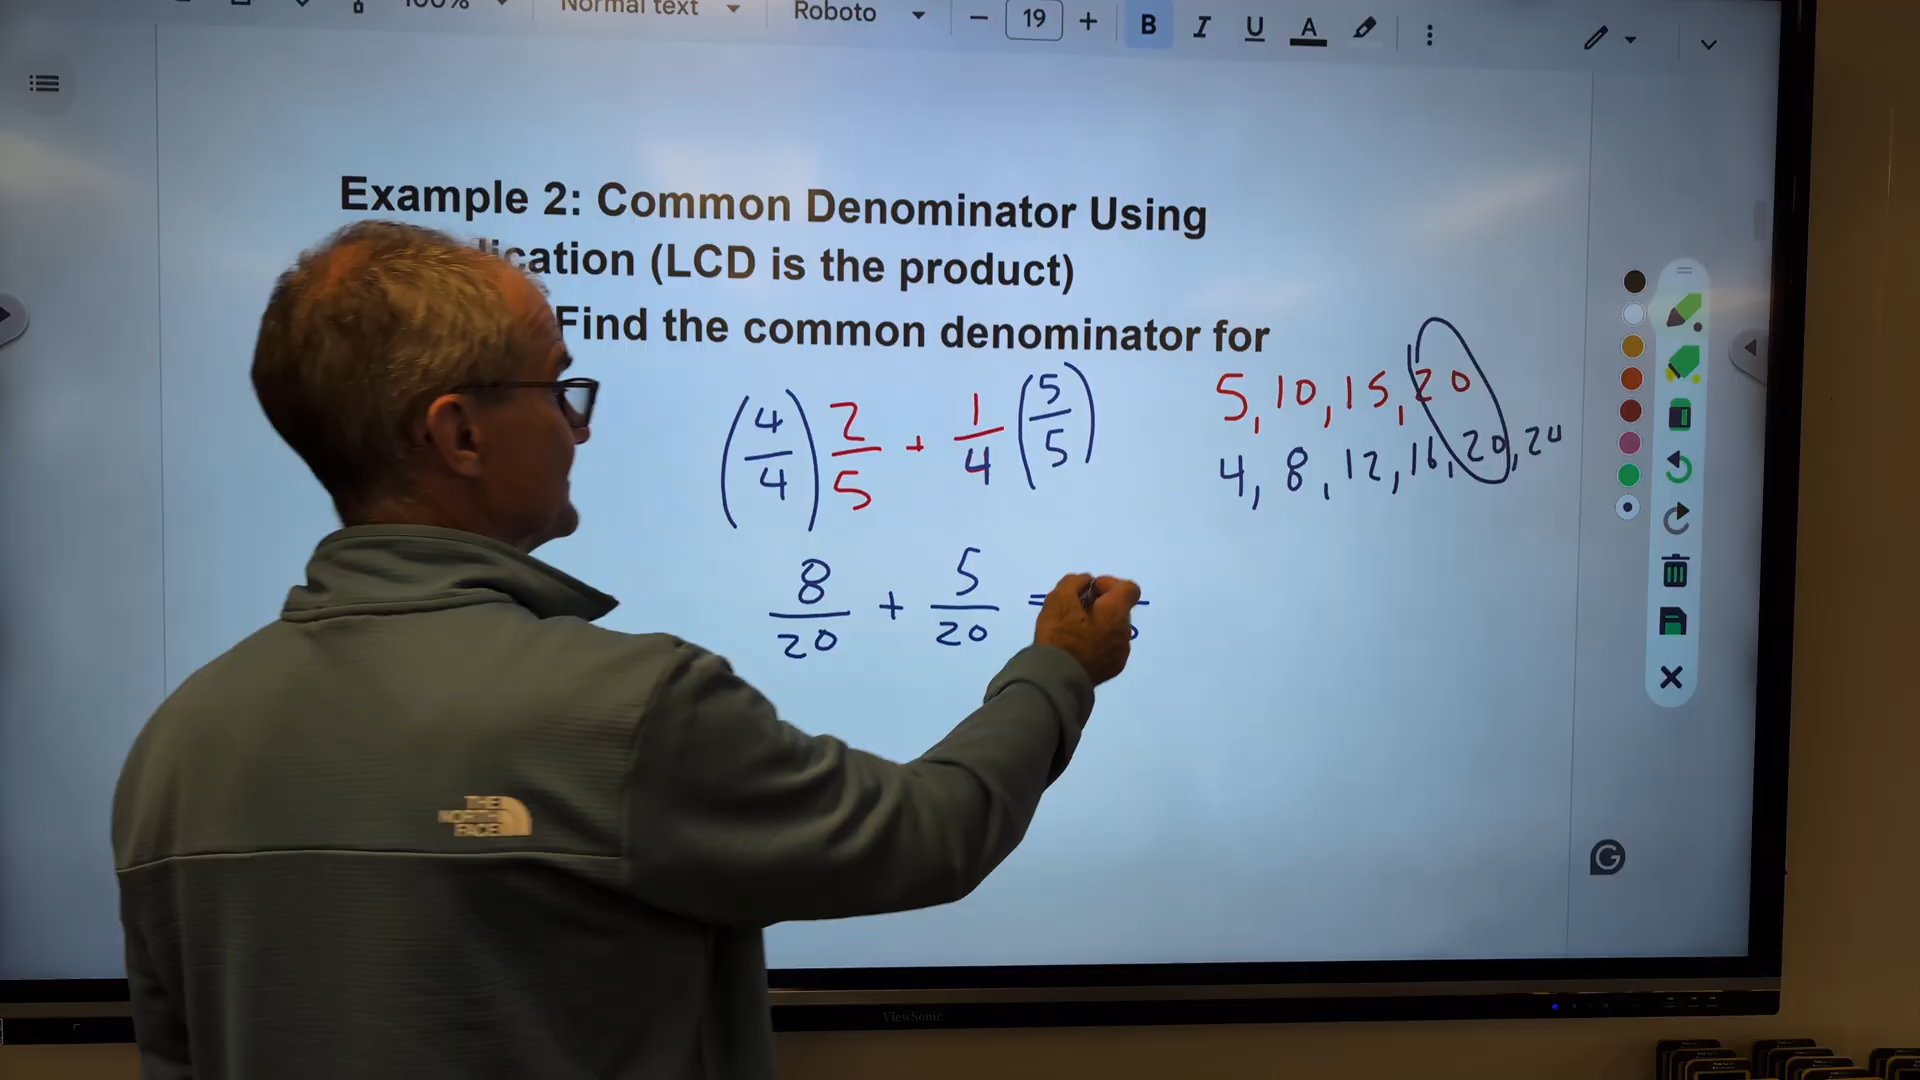 100% Normal text Roboto − 19 + B I U A
Example 2: Common Denominator Using
(LCD is the product)
Find the common denominator for
(4/4) 2/5 + 1/4 (5/5)
5, 10, 15, 20
4, 8, 12, 16, 20, 24
8/20 + 5/20 =
THE
NORTH
FACE
ViewSonic